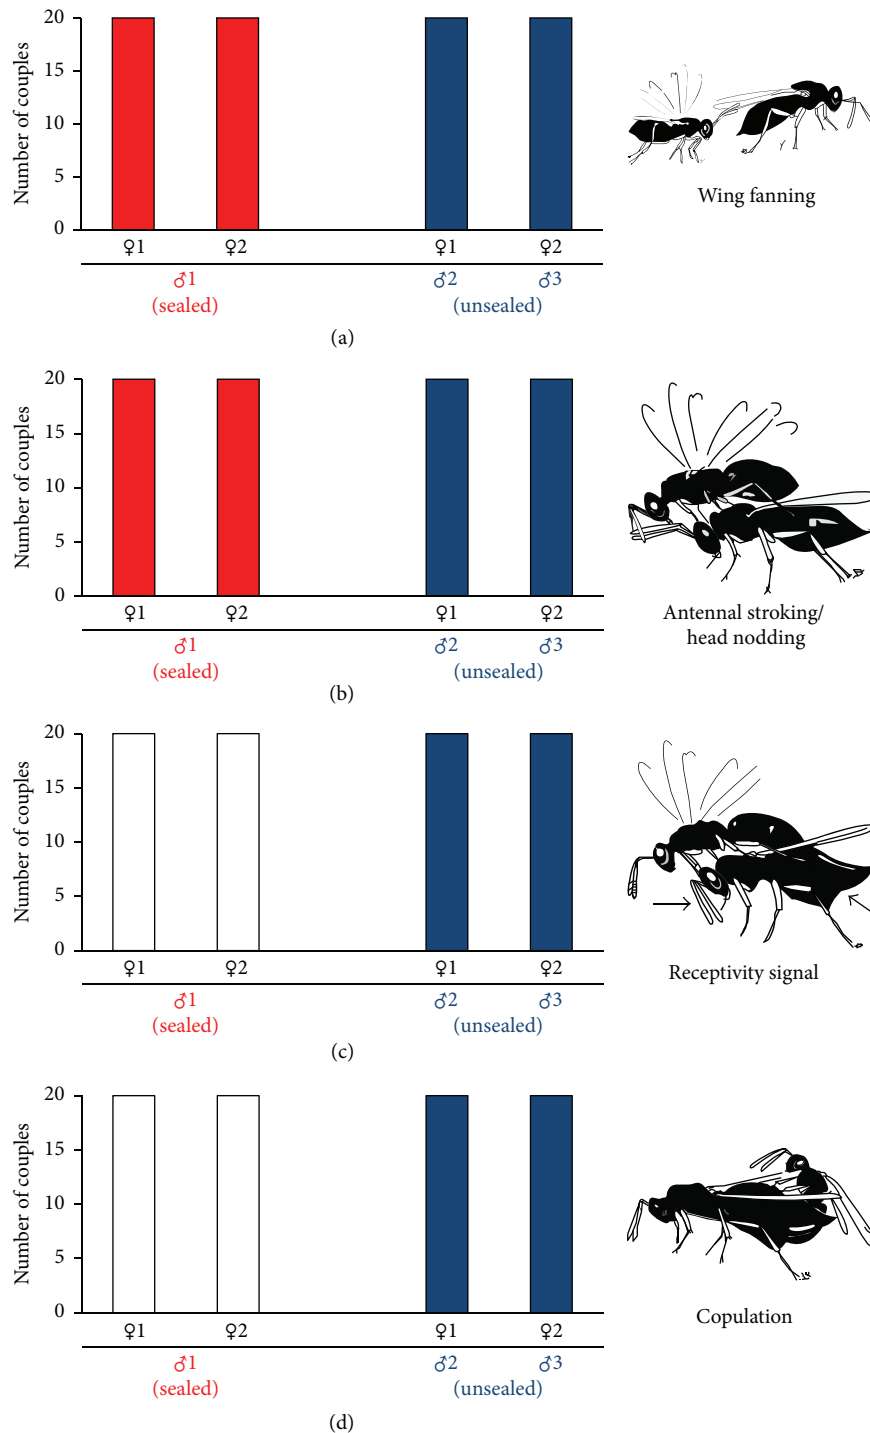 20
15
10
5
0
Number of couples
♀1 ♀2 ♀1 ♀2
♂1 ♂2 ♂3
(sealed) (unsealed)
Wing fanning
(a)
20
15
10
5
0
Number of couples
♀1 ♀2 ♀1 ♀2
♂1 ♂2 ♂3
(sealed) (unsealed)
Antennal stroking/
head nodding
(b)
20
15
10
5
0
Number of couples
♀1 ♀2 ♀1 ♀2
♂1 ♂2 ♂3
(sealed) (unsealed)
Receptivity signal
(c)
20
15
10
5
0
Number of couples
♀1 ♀2 ♀1 ♀2
♂1 ♂2 ♂3
(sealed) (unsealed)
Copulation
(d)